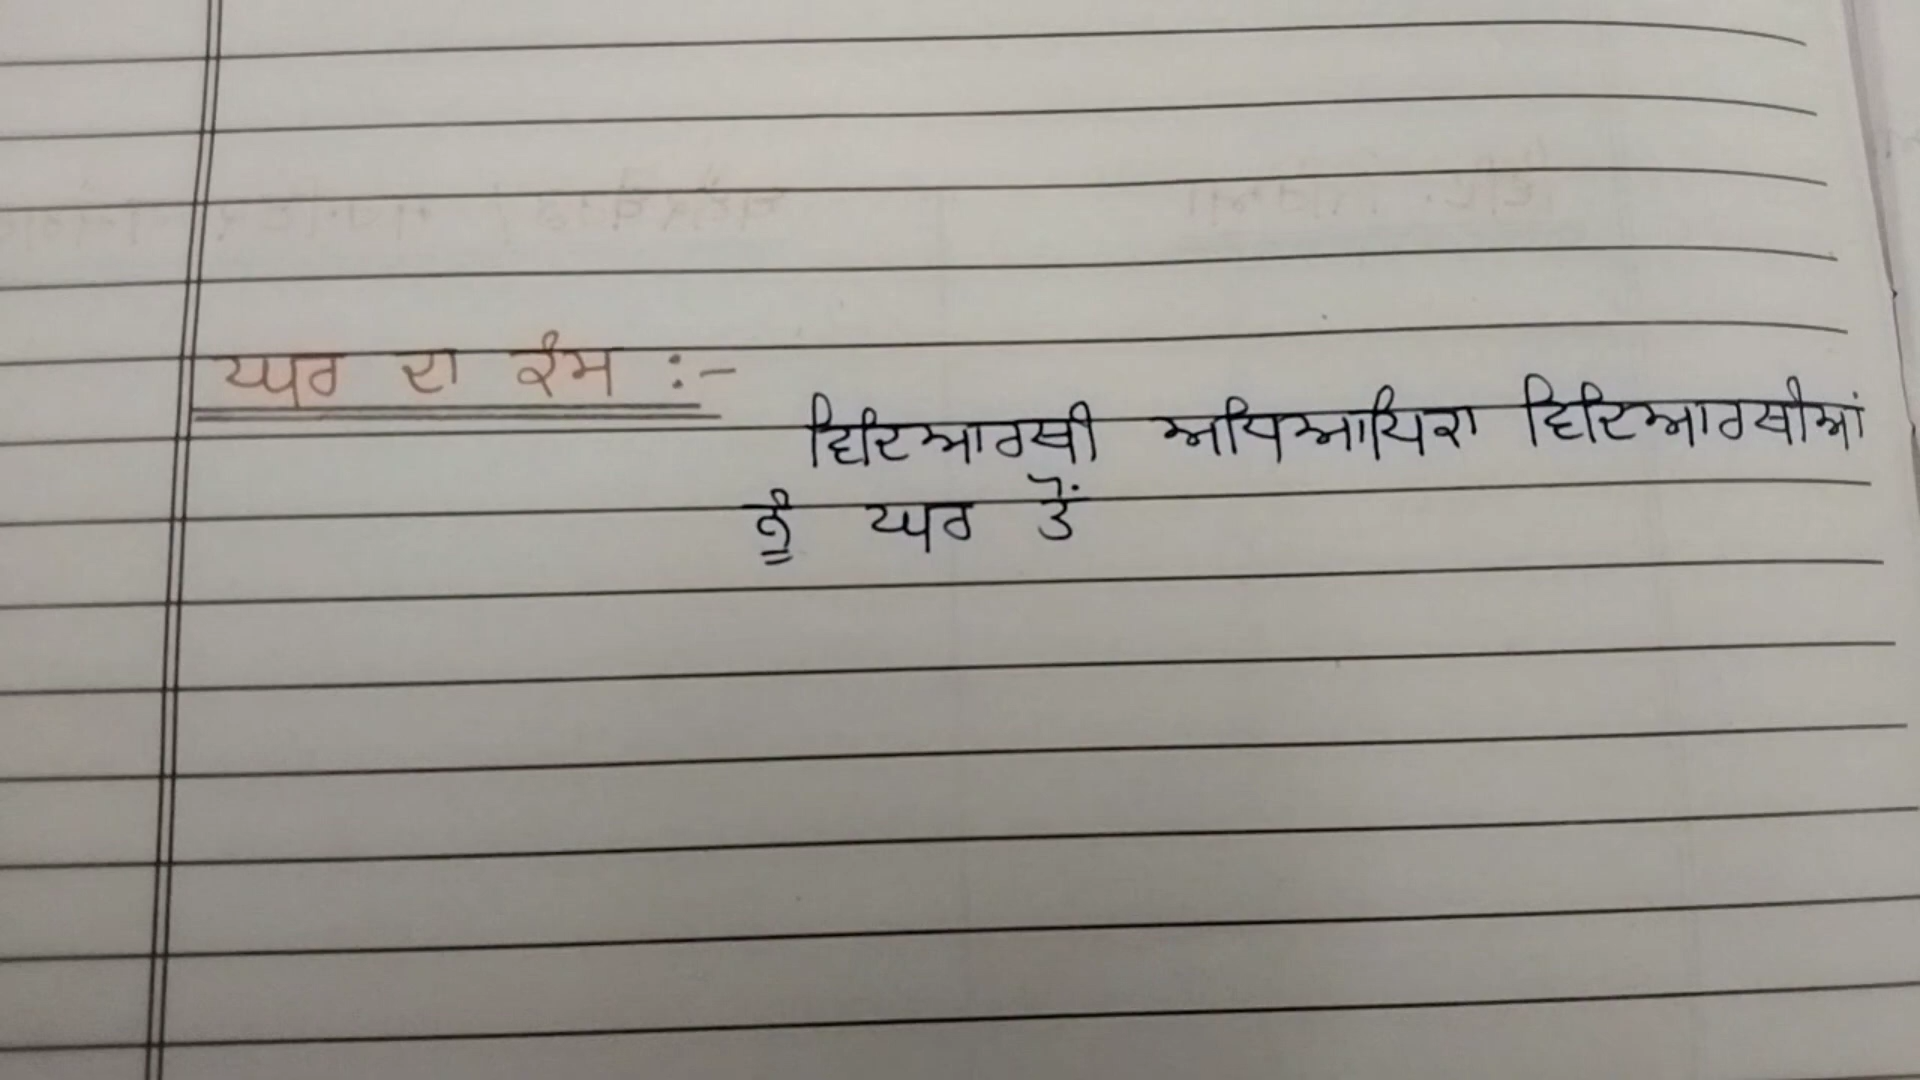 ਘਰ ਦਾ ਕੰਮ :-
ਵਿਦਿਆਰਥੀ ਅਧਿਆਪਿਕਾ ਵਿਦਿਆਰਥੀਆਂ
ਨੂੰ ਘਰ ਤੋਂ